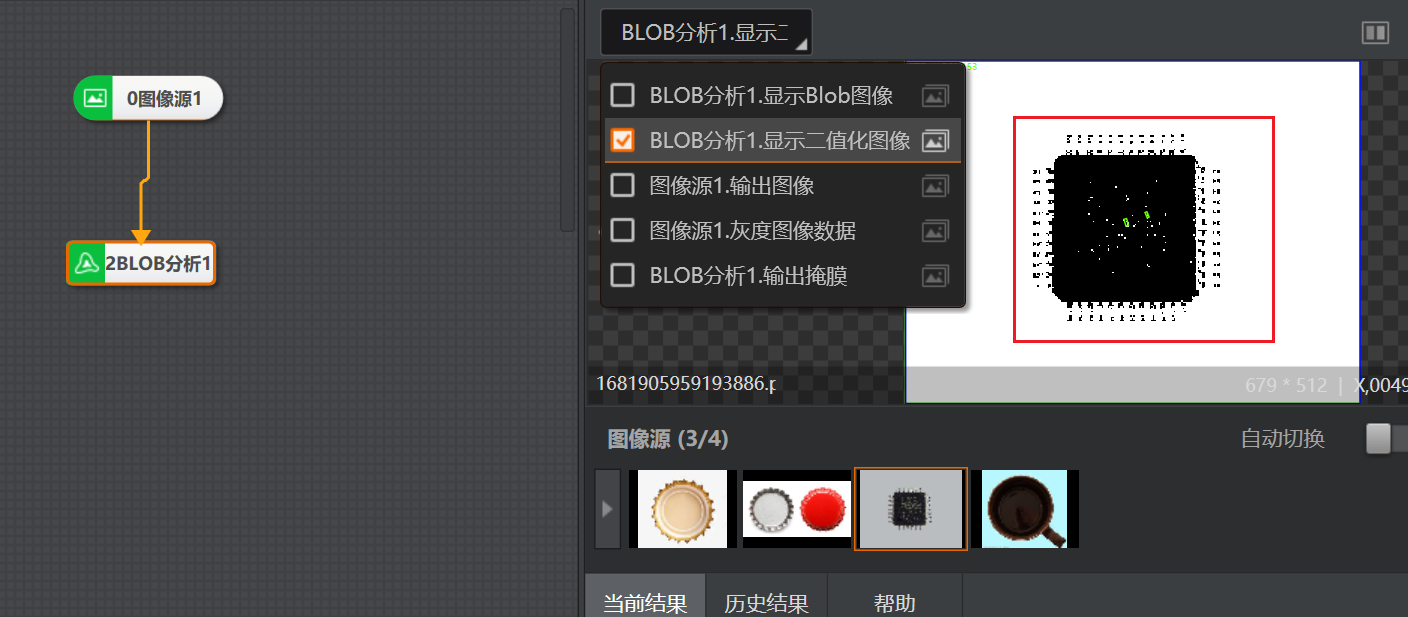 0图像源1
2BLOB分析1
BLOB分析1.显示二
53
BLOB分析1.显示Blob图像
BLOB分析1.显示二值化图像
图像源1.输出图像
图像源1.灰度图像数据
BLOB分析1.输出掩膜
1681905959193886.p
679 * 512 | X,0049
图像源 (3/4)
自动切换
当前结果
历史结果
帮助